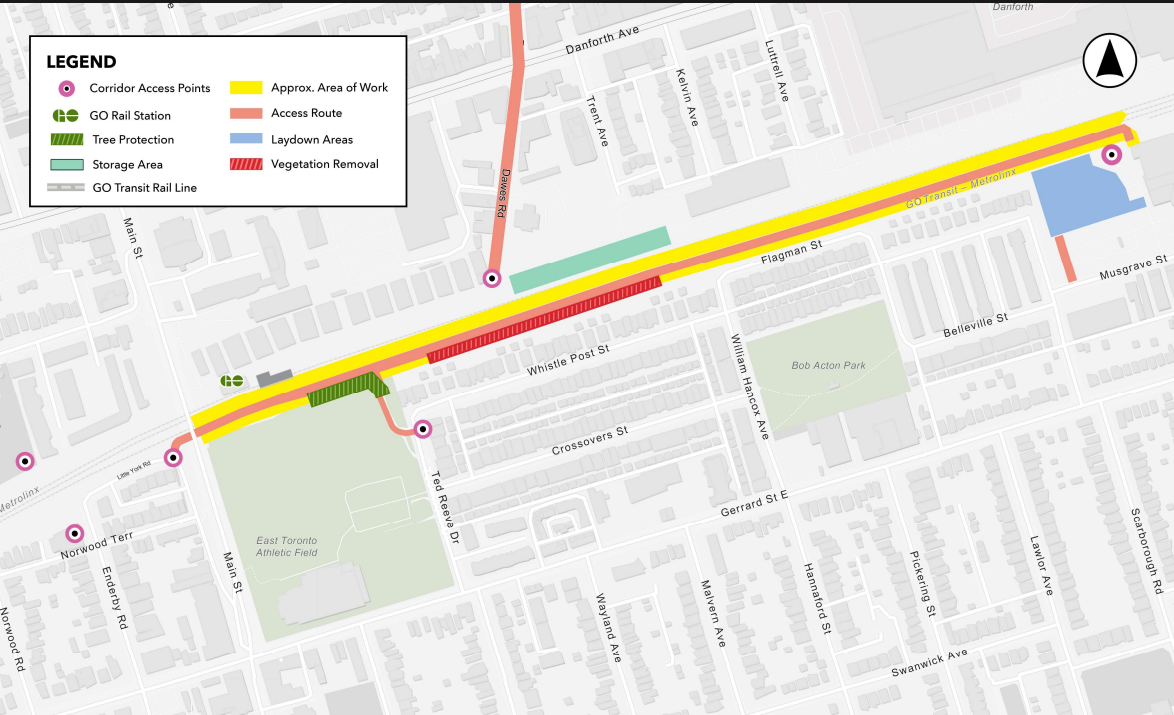 Danforth
LEGEND
Corridor Access Points
Approx. Area of Work
GO Rail Station
Access Route
Tree Protection
Laydown Areas
Storage Area
Vegetation Removal
GO Transit Rail Line
Danforth Ave
Luttrell Ave
Kelvin Ave
Trent Ave
Dawes Rd
Main St
GO Transit – Metrolinx
Flagman St
Musgrave St
Belleville St
GO
Whistle Post St
William Hancox Ave
Bob Acton Park
Crossovers St
Little York Rd
Metrolinx
Ted Reeve Dr
Gerrard St E
Norwood Terr
East Toronto
Athletic Field
Main St
Enderby Rd
Norwood Rd
Wayland Ave
Malvern Ave
Hannaford St
Pickering St
Lawlor Ave
Scarborough Rd
Swanwick Ave